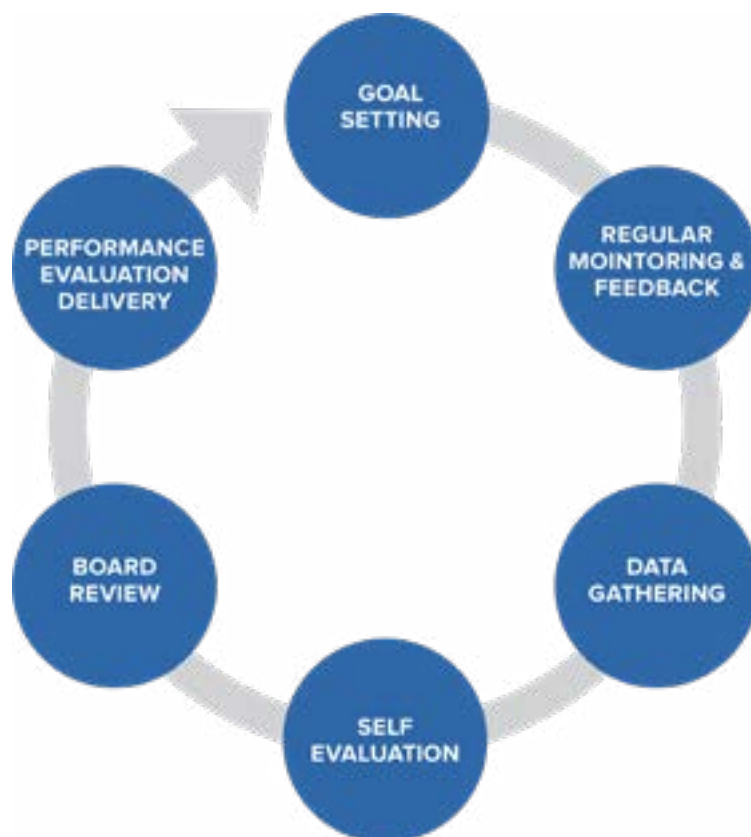 GOAL
SETTING
REGULAR
MOINTORING &
FEEDBACK
DATA
GATHERING
SELF
EVALUATION
BOARD
REVIEW
PERFORMANCE
EVALUATION
DELIVERY